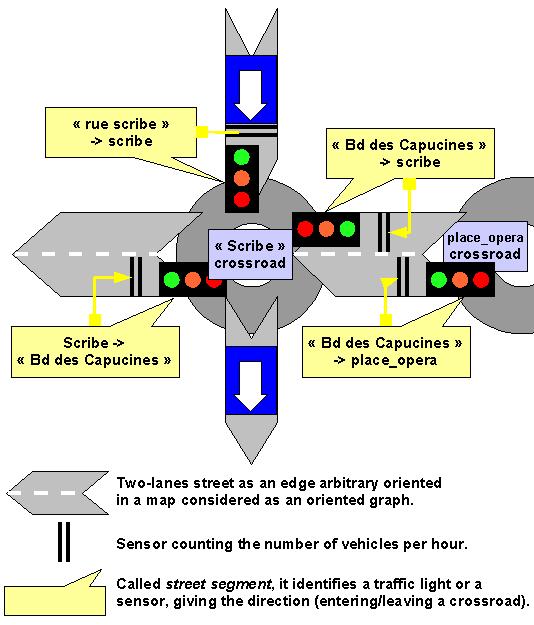 « rue scribe »
-> scribe
« Bd des Capucines »
-> scribe
« Scribe »
crossroad
place_opera
crossroad
Scribe ->
« Bd des Capucines »
« Bd des Capucines »
-> place_opera
Two-lanes street as an edge arbitrary oriented
in a map considered as an oriented graph.
Sensor counting the number of vehicles per hour.
Called street segment, it identifies a traffic light or a
sensor, giving the direction (entering/leaving a crossroad).